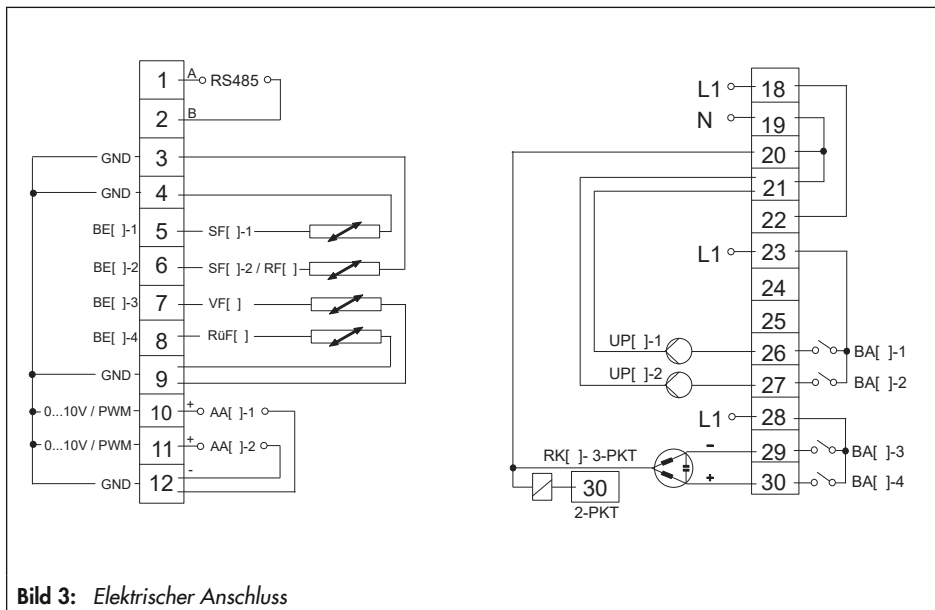 1 A RS485
2 B
GND 3
GND 4
BE[ ]-1 5 SF[ ]-1
BE[ ]-2 6 SF[ ]-2 / RF[ ]
BE[ ]-3 7 VF[ ]
BE[ ]-4 8 RüF[ ]
GND 9
0...10V / PWM 10 + AA[ ]-1
0...10V / PWM 11 + AA[ ]-2
GND 12 -
L1 18
N 19
20
21
22
L1 23
24
25
UP[ ]-1 26 BA[ ]-1
UP[ ]-2 27 BA[ ]-2
L1 28
RK[ ]- 3-PKT - 29 BA[ ]-3
30 + 30 BA[ ]-4
2-PKT
Bild 3: Elektrischer Anschluss